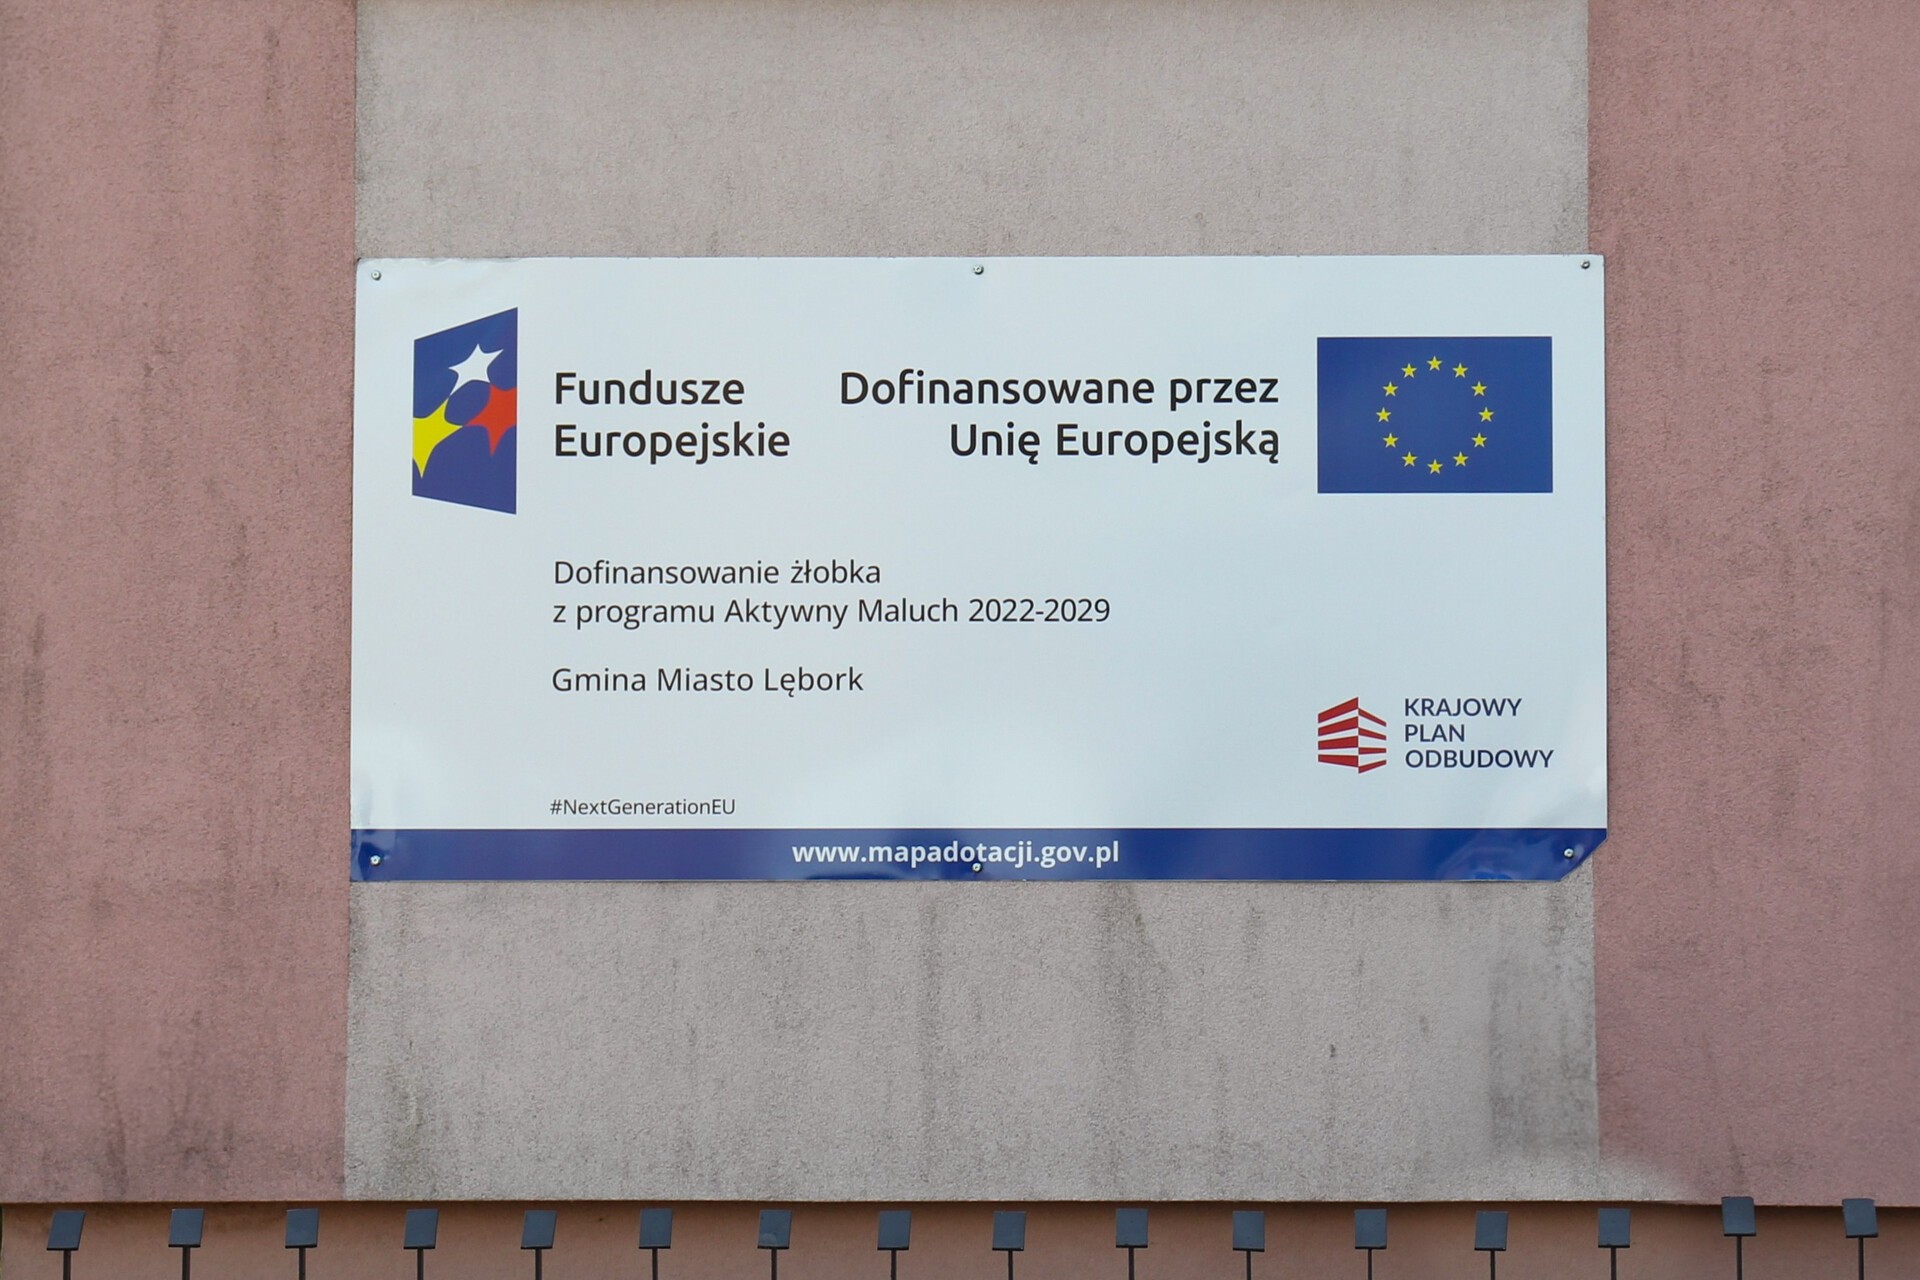 Fundusze
Europejskie
Dofinansowane przez
Unię Europejską
Dofinansowanie żłobka
z programu Aktywny Maluch 2022-2029
Gmina Miasto Lębork
KRAJOWY
PLAN
ODBUDOWY
#NextGenerationEU
www.mapadotacji.gov.pl